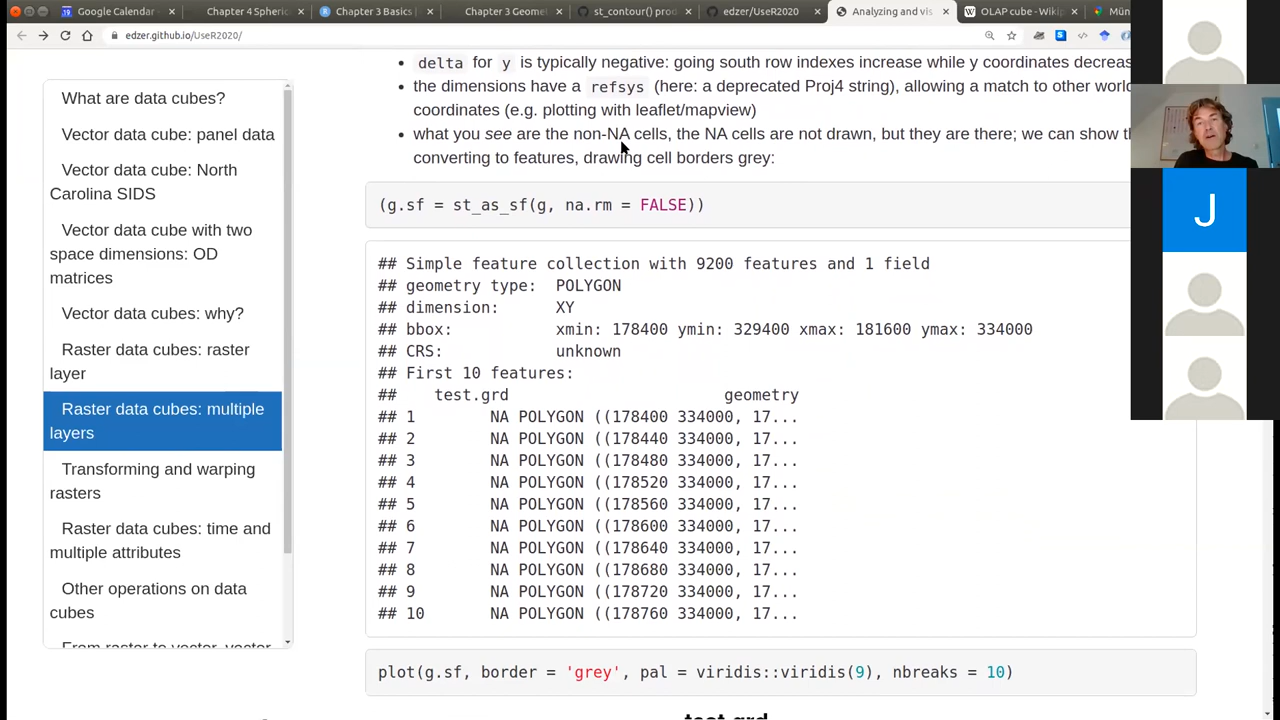 Google Calendar
Chapter 4 Spheric
Chapter 3 Basics |
Chapter 3 Geomet
st_contour() prod
edzer/UseR2020
Analyzing and vis
OLAP cube - Wikip
Mün
edzer.github.io/UseR2020/
What are data cubes?
Vector data cube: panel data
Vector data cube: North
Carolina SIDS
Vector data cube with two
space dimensions: OD
matrices
Vector data cubes: why?
Raster data cubes: raster
layer
Raster data cubes: multiple
layers
Transforming and warping
rasters
Raster data cubes: time and
multiple attributes
Other operations on data
cubes
From raster to vector, vector
delta for y is typically negative: going south row indexes increase while y coordinates decreas
the dimensions have a refsys (here: a deprecated Proj4 string), allowing a match to other world
coordinates (e.g. plotting with leaflet/mapview)
what you see are the non-NA cells, the NA cells are not drawn, but they are there; we can show th
converting to features, drawing cell borders grey:
(g.sf = st_as_sf(g, na.rm = FALSE))
## Simple feature collection with 9200 features and 1 field
## geometry type:  POLYGON
## dimension:      XY
## bbox:           xmin: 178400 ymin: 329400 xmax: 181600 ymax: 334000
## CRS:            unknown
## First 10 features:
##    test.grd                       geometry
## 1        NA POLYGON ((178400 334000, 17...
## 2        NA POLYGON ((178440 334000, 17...
## 3        NA POLYGON ((178480 334000, 17...
## 4        NA POLYGON ((178520 334000, 17...
## 5        NA POLYGON ((178560 334000, 17...
## 6        NA POLYGON ((178600 334000, 17...
## 7        NA POLYGON ((178640 334000, 17...
## 8        NA POLYGON ((178680 334000, 17...
## 9        NA POLYGON ((178720 334000, 17...
## 10       NA POLYGON ((178760 334000, 17...
plot(g.sf, border = 'grey', pal = viridis::viridis(9), nbreaks = 10)
test.grd
J